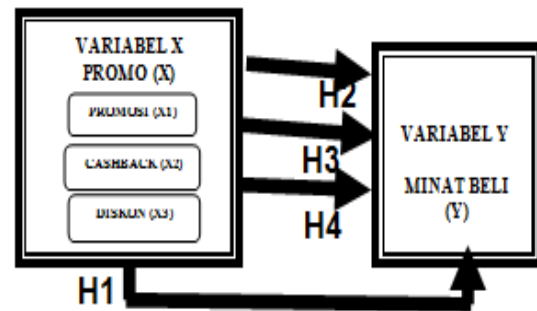 VARIABEL X
PROMO (X)
PROMOSI (X1)
CASHBACK (X2)
DISKON (X3)
H2
H3
H4
H1
VARIABEL Y
MINAT BELI
(Y)